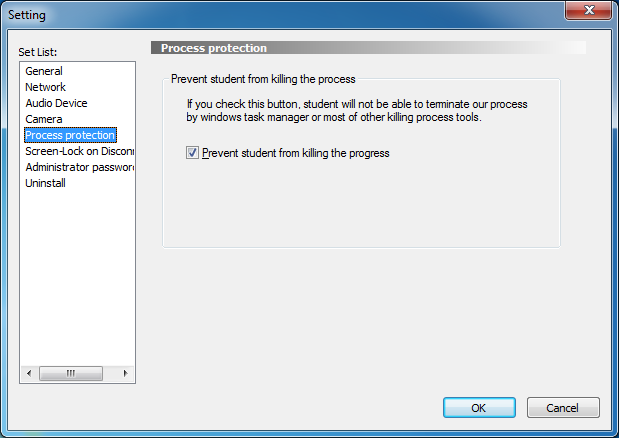 Setting
Set List:
General
Network
Audio Device
Camera
Process protection
Screen-Lock on Disconn
Administrator password
Uninstall
Process protection
Prevent student from killing the process
If you check this button, student will not be able to terminate our process
by windows task manager or most of other killing process tools.
Prevent student from killing the progress
OK
Cancel